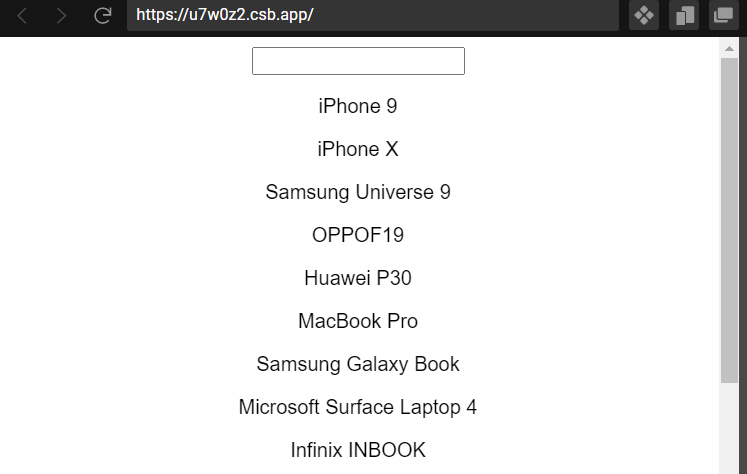 https://u7w0z2.csb.app/
iPhone 9
iPhone X
Samsung Universe 9
OPPOF19
Huawei P30
MacBook Pro
Samsung Galaxy Book
Microsoft Surface Laptop 4
Infinix INBOOK